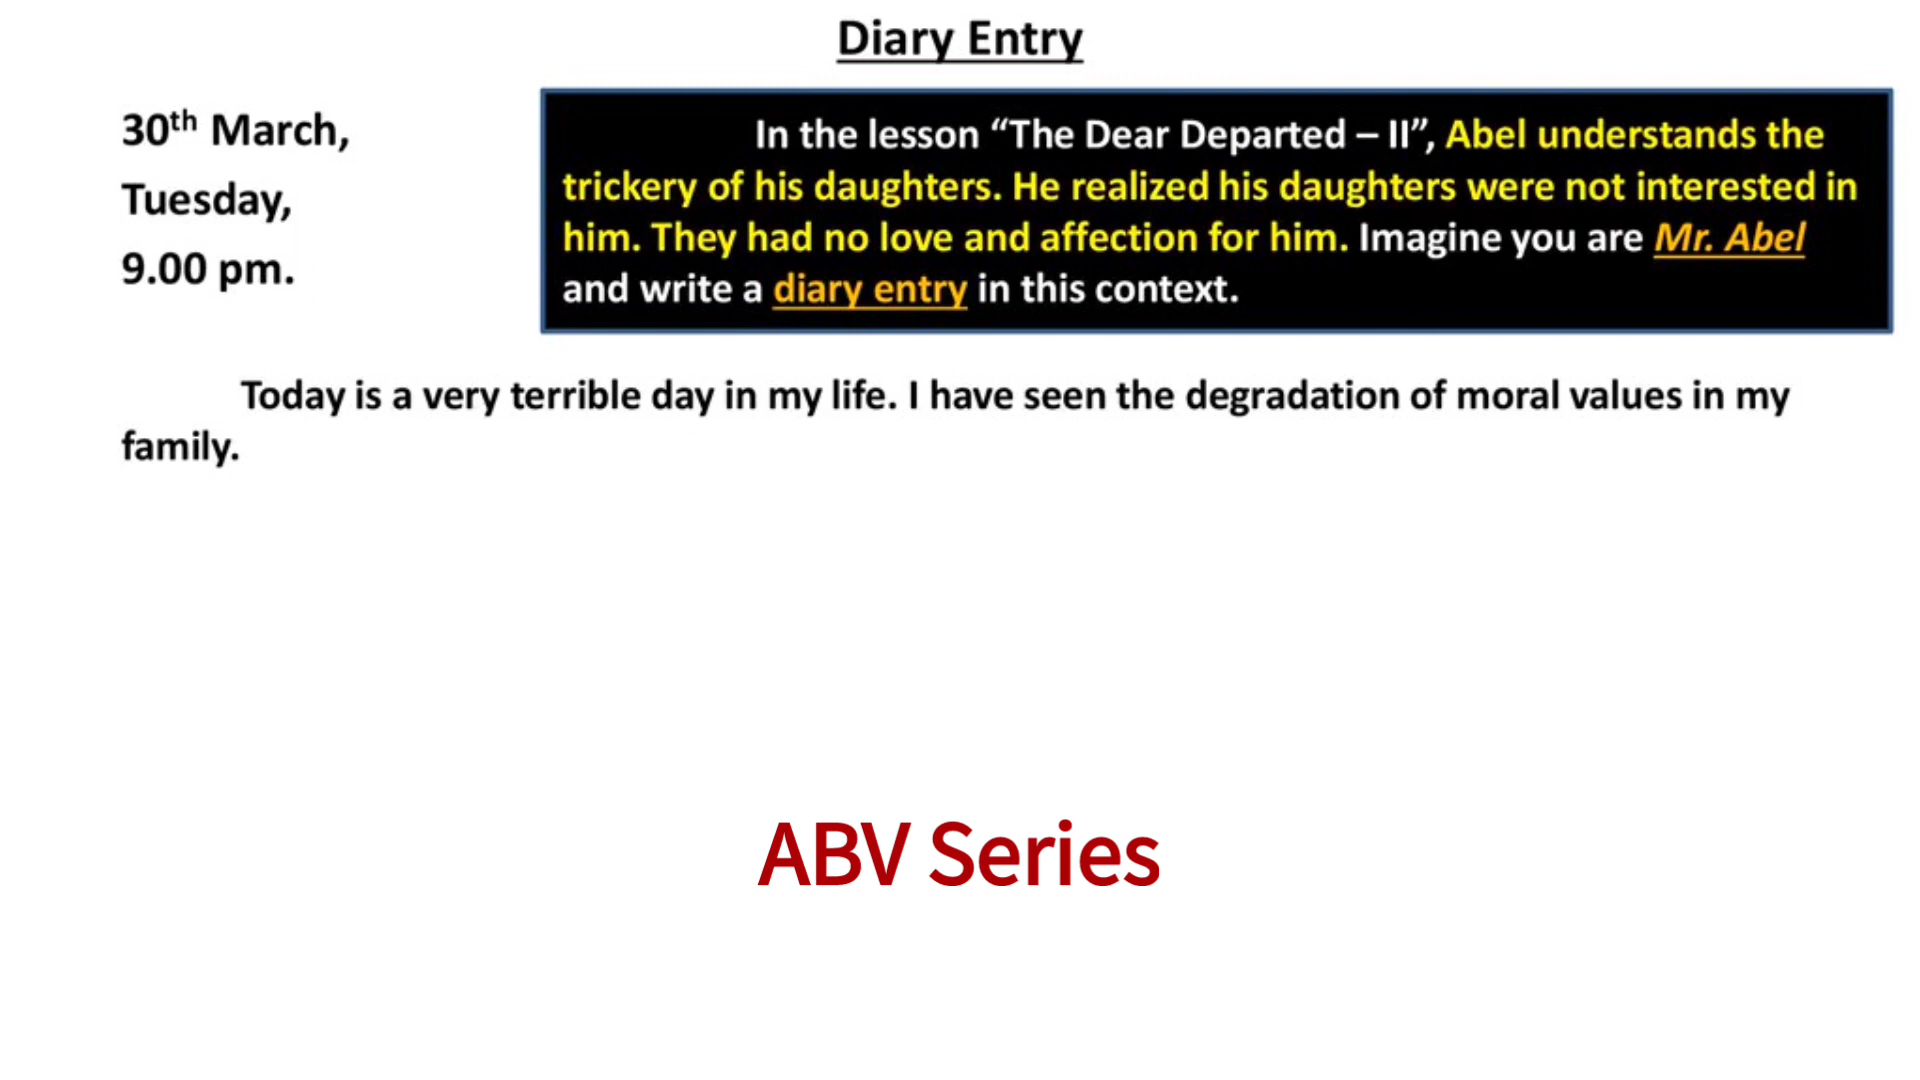 Diary Entry
30th March,
Tuesday,
9.00 pm.
In the lesson “The Dear Departed – II”, Abel understands the
trickery of his daughters. He realized his daughters were not interested in
him. They had no love and affection for him. Imagine you are Mr. Abel
and write a diary entry in this context.
Today is a very terrible day in my life. I have seen the degradation of moral values in my
family.
ABV Series